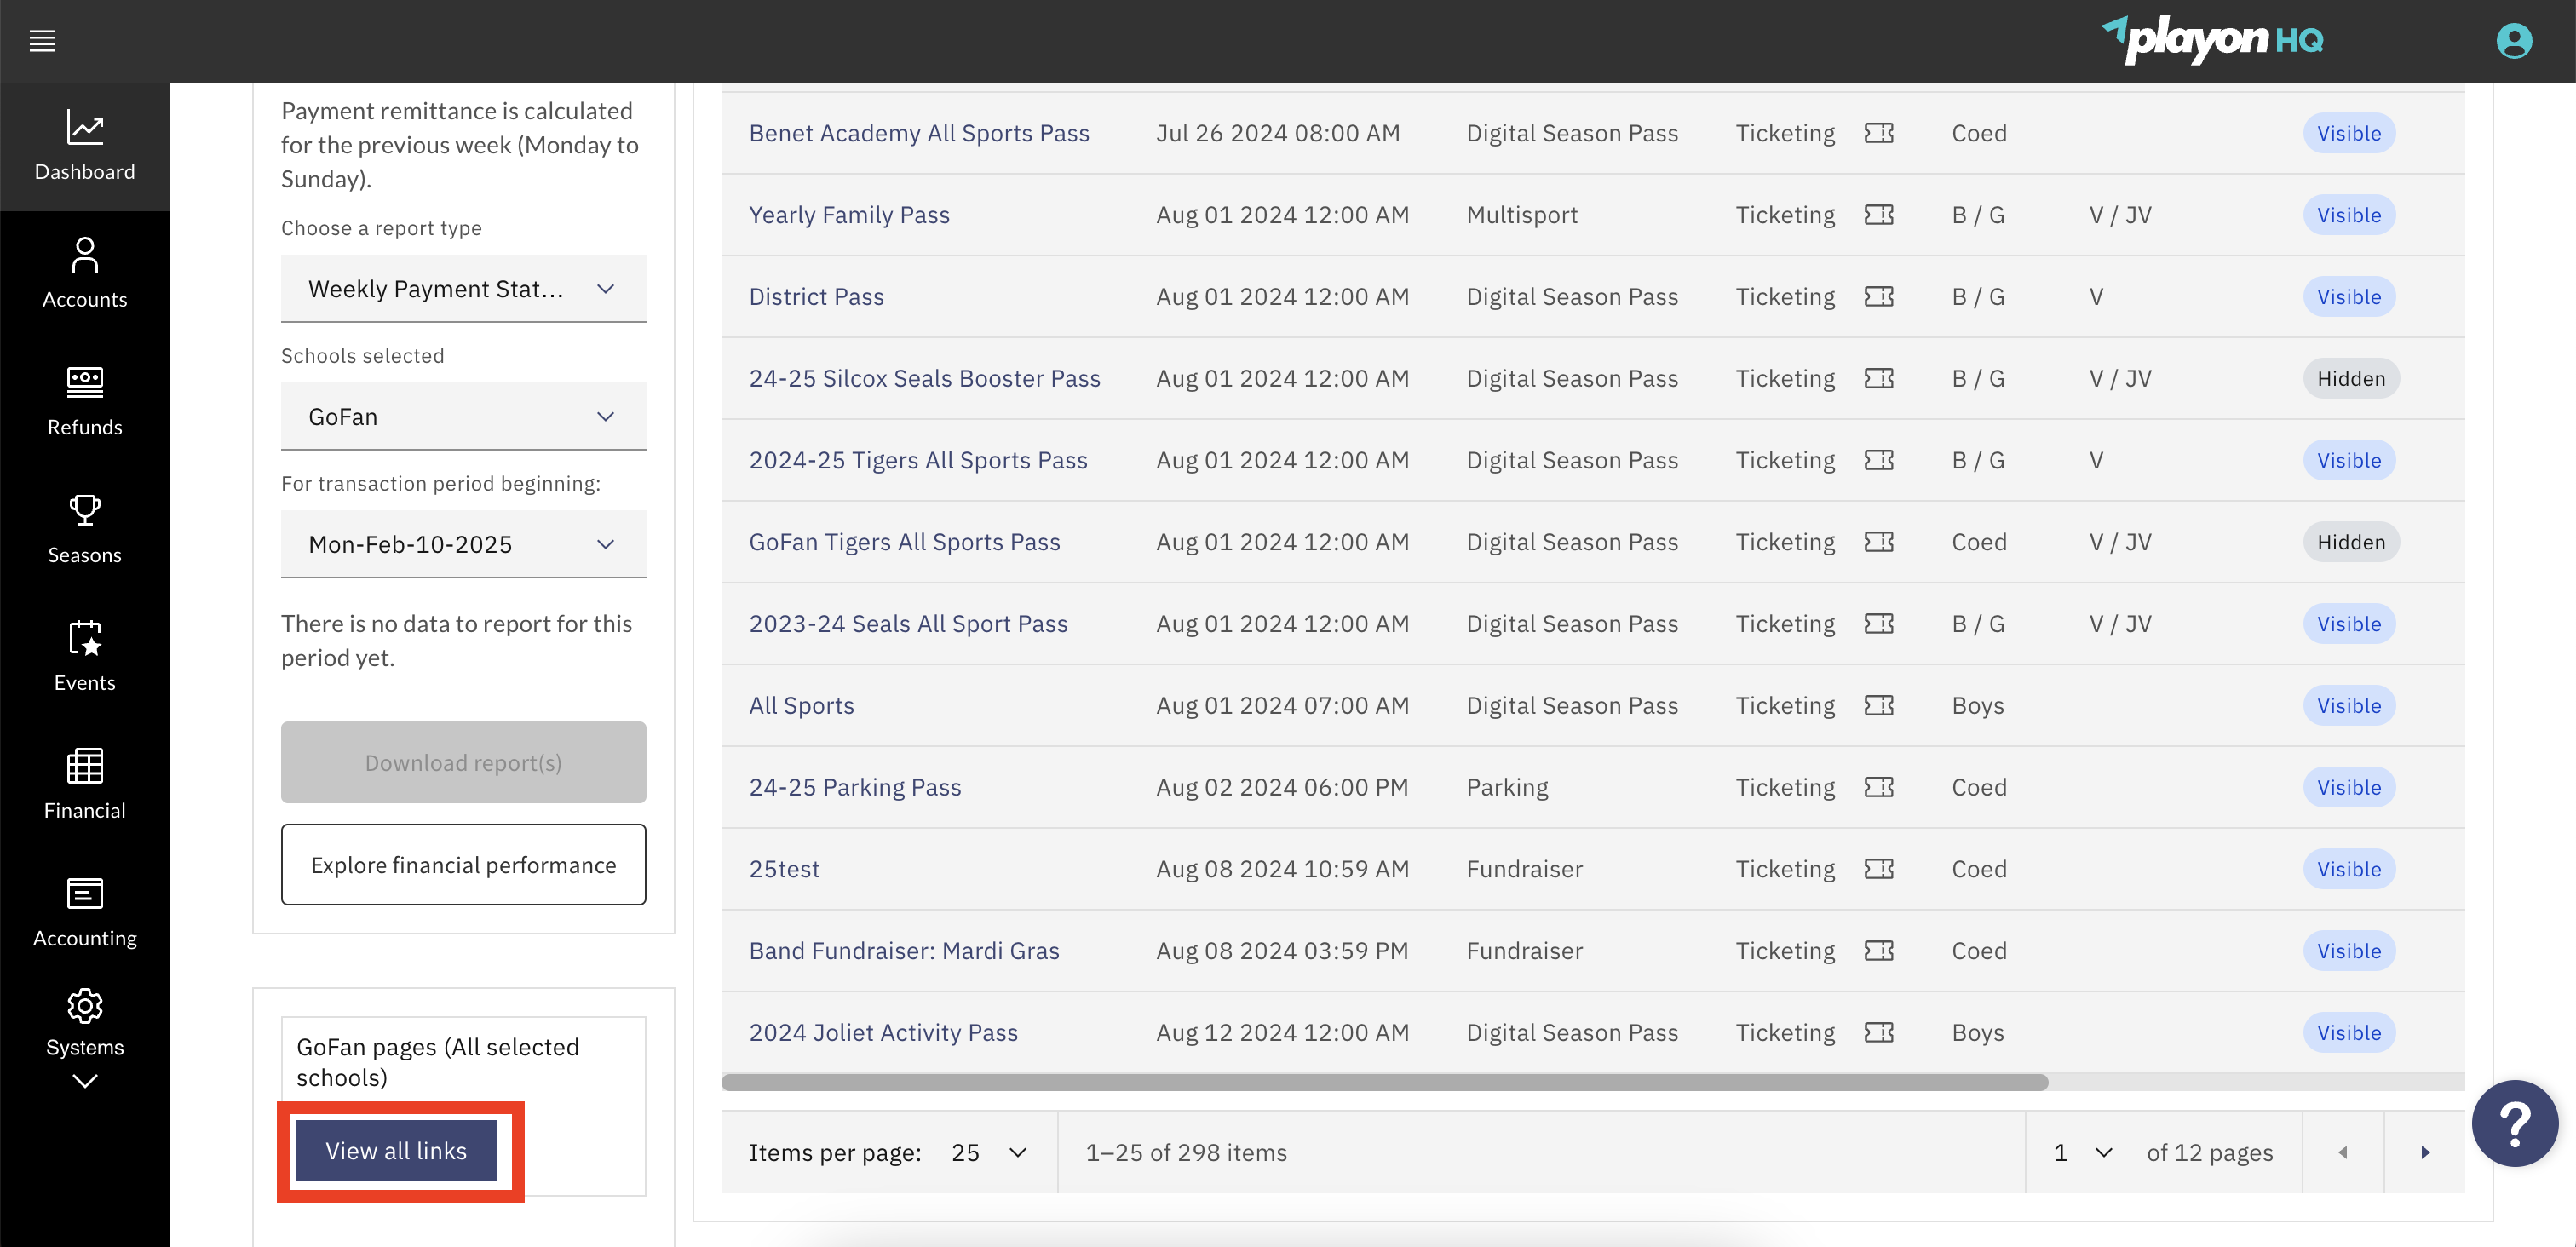 playon HQ
Dashboard
Accounts
Refunds
Seasons
Events
Financial
Accounting
Systems
Payment remittance is calculated
for the previous week (Monday to
Sunday).
Choose a report type
Weekly Payment Stat...
Schools selected
GoFan
For transaction period beginning:
Mon-Feb-10-2025
There is no data to report for this
period yet.
Download report(s)
Explore financial performance
GoFan pages (All selected
schools)
View all links
Benet Academy All Sports Pass Jul 26 2024 08:00 AM Digital Season Pass Ticketing Coed Visible
Yearly Family Pass Aug 01 2024 12:00 AM Multisport Ticketing B / G V / JV Visible
District Pass Aug 01 2024 12:00 AM Digital Season Pass Ticketing B / G V Visible
24-25 Silcox Seals Booster Pass Aug 01 2024 12:00 AM Digital Season Pass Ticketing B / G V / JV Hidden
2024-25 Tigers All Sports Pass Aug 01 2024 12:00 AM Digital Season Pass Ticketing B / G V Visible
GoFan Tigers All Sports Pass Aug 01 2024 12:00 AM Digital Season Pass Ticketing Coed V / JV Hidden
2023-24 Seals All Sport Pass Aug 01 2024 12:00 AM Digital Season Pass Ticketing B / G V / JV Visible
All Sports Aug 01 2024 07:00 AM Digital Season Pass Ticketing Boys Visible
24-25 Parking Pass Aug 02 2024 06:00 PM Parking Ticketing Coed Visible
25test Aug 08 2024 10:59 AM Fundraiser Ticketing Coed Visible
Band Fundraiser: Mardi Gras Aug 08 2024 03:59 PM Fundraiser Ticketing Coed Visible
2024 Joliet Activity Pass Aug 12 2024 12:00 AM Digital Season Pass Ticketing Boys Visible
Items per page: 25 1–25 of 298 items 1 of 12 pages
?